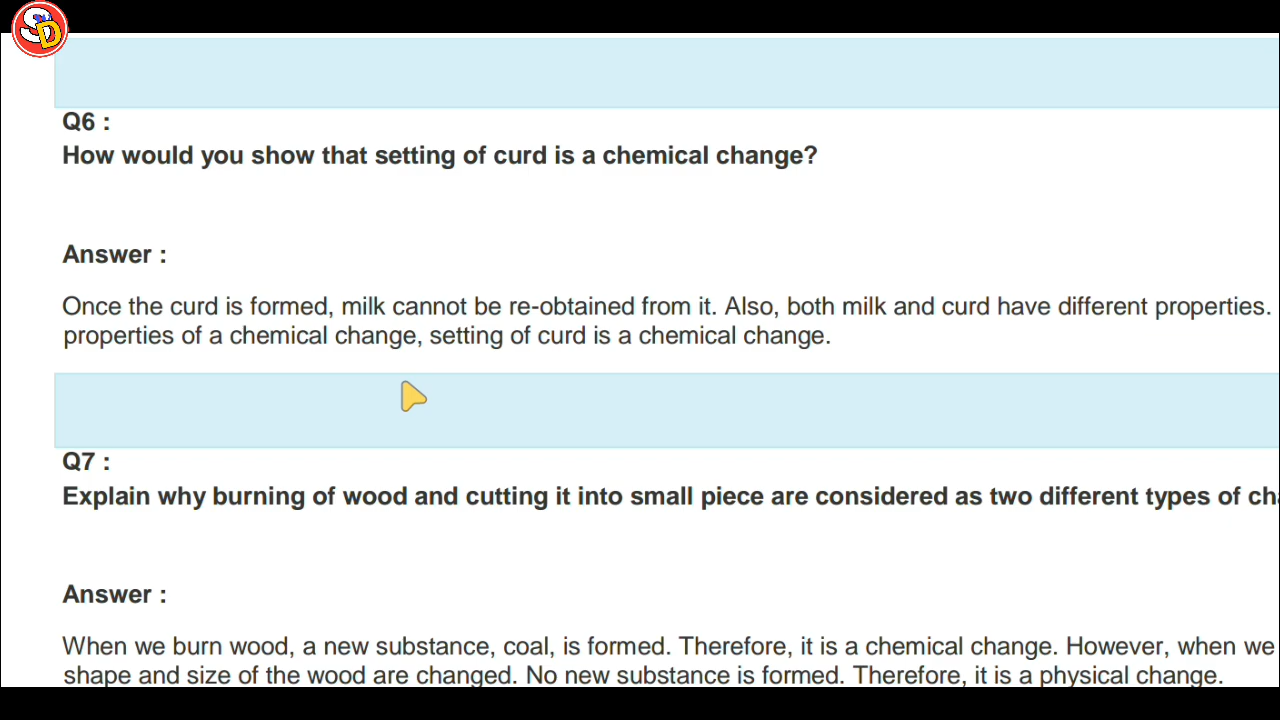 SD
Q6 :
How would you show that setting of curd is a chemical change?
Answer :
Once the curd is formed, milk cannot be re-obtained from it. Also, both milk and curd have different properties.
properties of a chemical change, setting of curd is a chemical change.
Q7 :
Explain why burning of wood and cutting it into small piece are considered as two different types of
Answer :
When we burn wood, a new substance, coal, is formed. Therefore, it is a chemical change. However, when we
shape and size of the wood are changed. No new substance is formed. Therefore, it is a physical change.